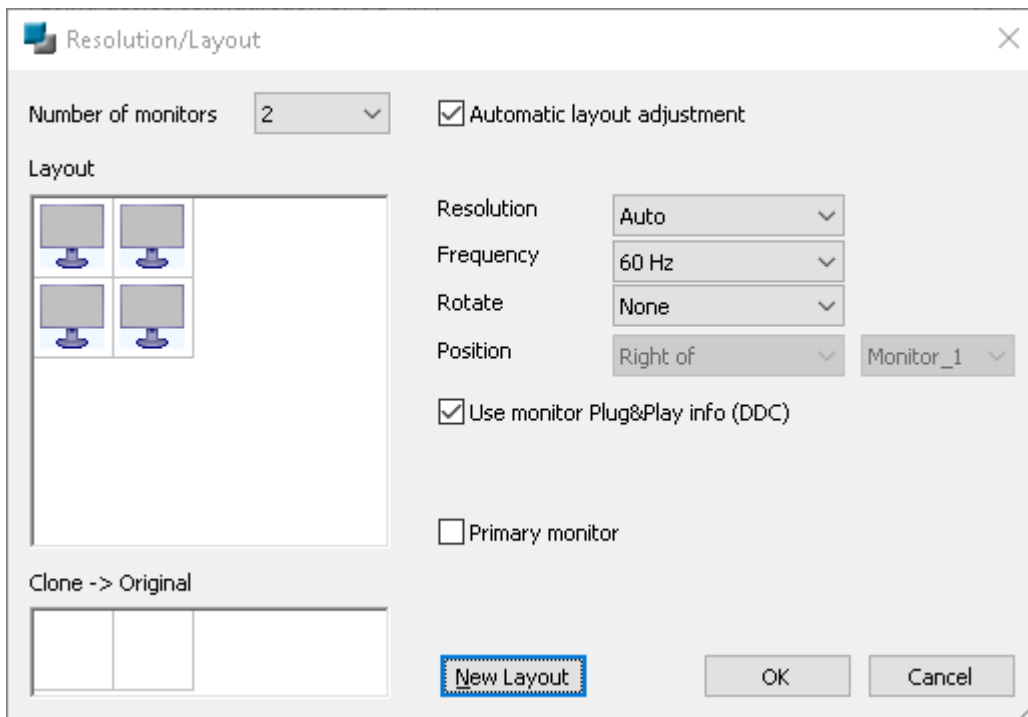 Resolution/Layout
Number of monitors 2
Automatic layout adjustment
Layout
Resolution Auto
Frequency 60 Hz
Rotate None
Position Right of Monitor_1
Use monitor Plug&Play info (DDC)
Primary monitor
Clone -> Original
New Layout OK Cancel